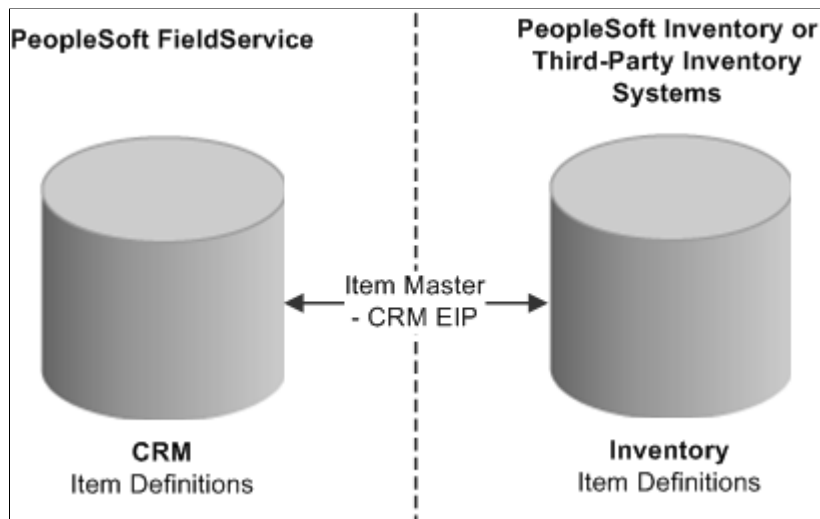 PeopleSoft FieldService
PeopleSoft Inventory or
Third-Party Inventory
Systems
Item Master
- CRM EIP
CRM
Item Definitions
Inventory
Item Definitions